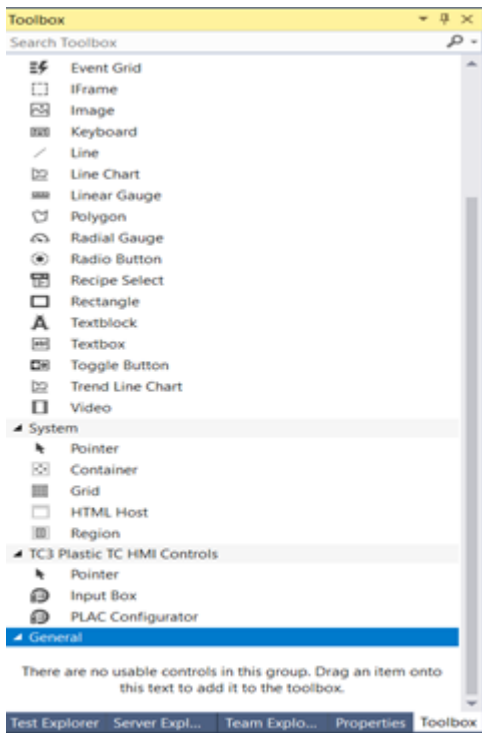 Toolbox
Search Toolbox
Event Grid
IFrame
Image
Keyboard
Line
Line Chart
Linear Gauge
Polygon
Radial Gauge
Radio Button
Recipe Select
Rectangle
Textblock
Textbox
Toggle Button
Trend Line Chart
Video
System
Pointer
Container
Grid
HTML Host
Region
TC3 Plastic TC HMI Controls
Pointer
Input Box
PLAC Configurator
General
There are no usable controls in this group. Drag an item onto
this text to add it to the toolbox.
Test Explorer Server Expl... Team Explo... Properties Toolbox